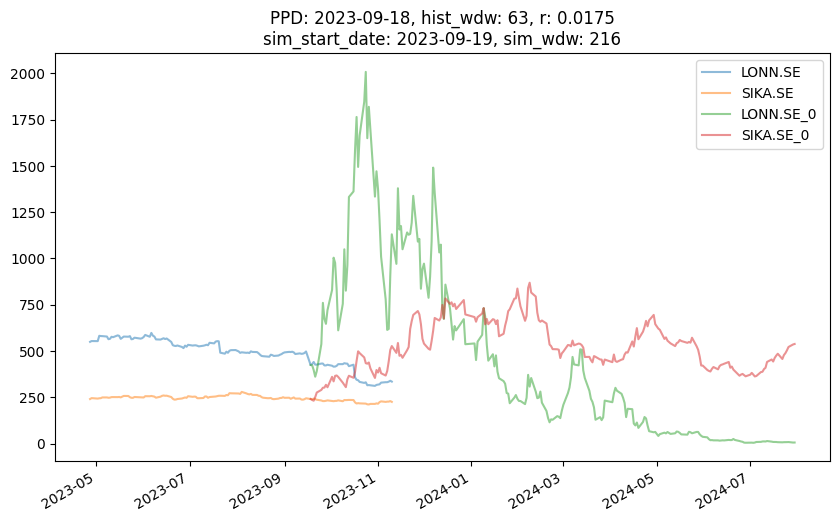 PPD: 2023-09-18, hist_wdw: 63, r: 0.0175
sim_start_date: 2023-09-19, sim_wdw: 216
LONN.SE
SIKA.SE
LONN.SE_0
SIKA.SE_0
2000
1750
1500
1250
1000
750
500
250
0
2023-05
2023-07
2023-09
2023-11
2024-01
2024-03
2024-05
2024-07